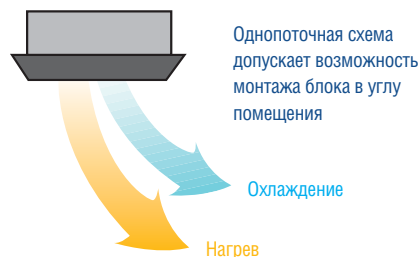 Однопоточная схема
допускает возможность
монтажа блока в углу
помещения
Охлаждение
Нагрев